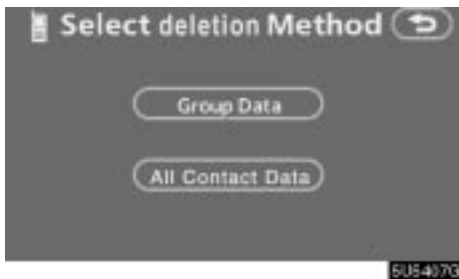 Select deletion Method
Group Data
All Contact Data
5U5407G